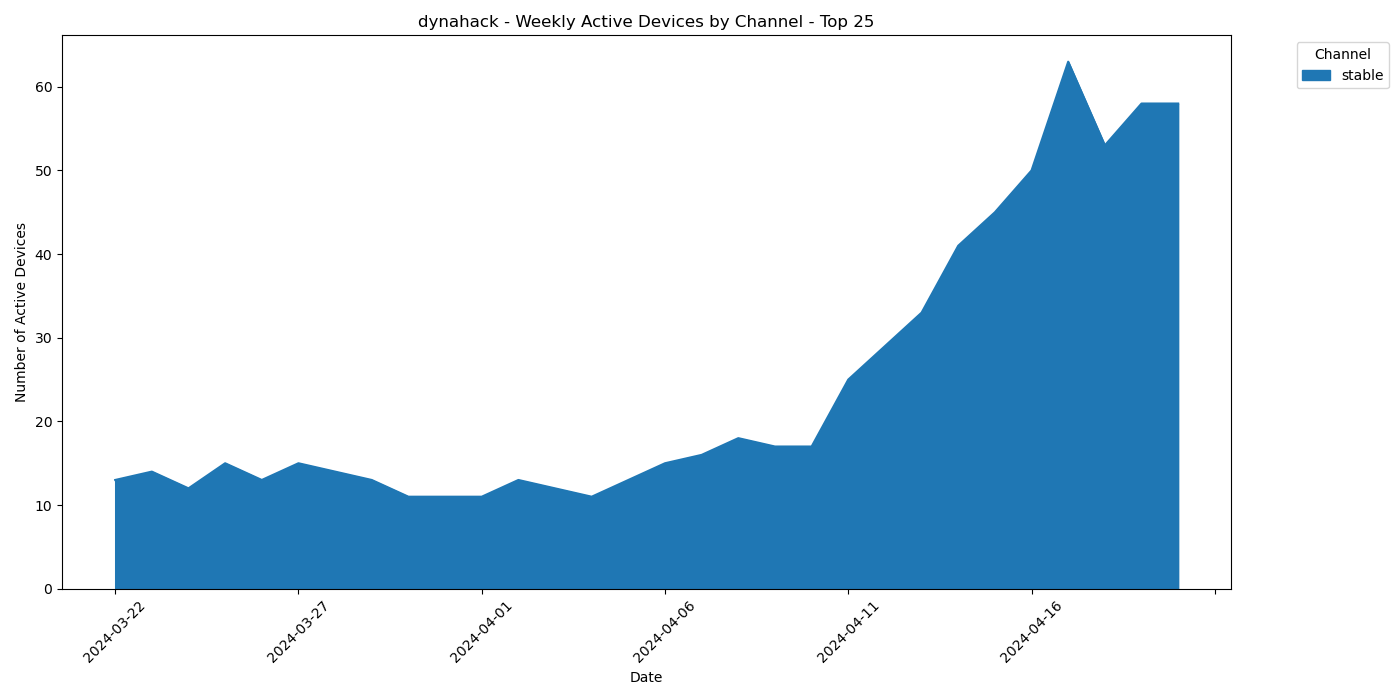 dynahack - Weekly Active Devices by Channel - Top 25
Channel
stable
Number of Active Devices
60
50
40
30
20
10
0
2024-03-22
2024-03-27
2024-04-01
2024-04-06
2024-04-11
2024-04-16
Date